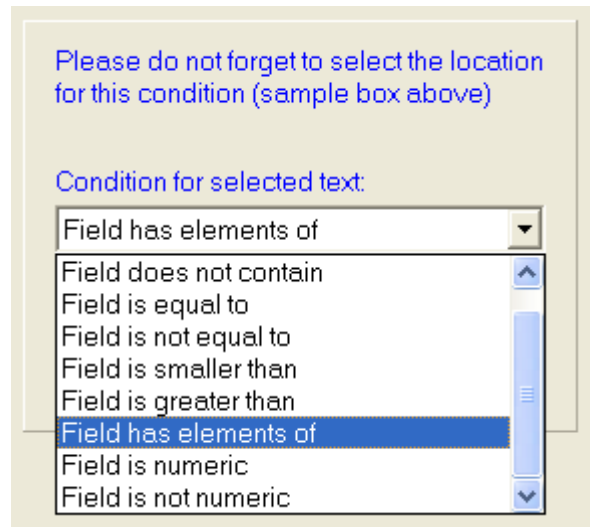 Please do not forget to select the location
for this condition (sample box above)
Condition for selected text:
Field has elements of
Field does not contain
Field is equal to
Field is not equal to
Field is smaller than
Field is greater than
Field has elements of
Field is numeric
Field is not numeric